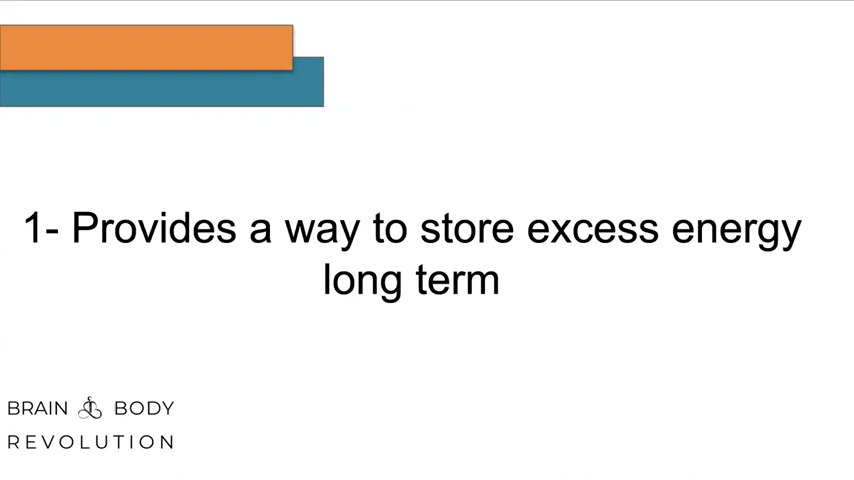 1- Provides a way to store excess energy
long term
BRAIN BODY
REVOLUTION